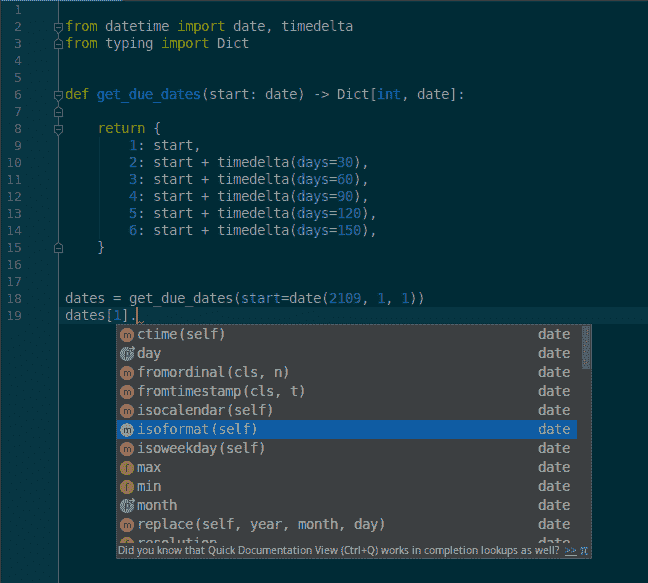 1
2 from datetime import date, timedelta
3 from typing import Dict
4
5
6 def get_due_dates(start: date) -> Dict[int, date]:
7
8 return {
9 1: start,
10 2: start + timedelta(days=30),
11 3: start + timedelta(days=60),
12 4: start + timedelta(days=90),
13 5: start + timedelta(days=120),
14 6: start + timedelta(days=150),
15 }
16
17
18 dates = get_due_dates(start=date(2109, 1, 1))
19 dates[1].
m ctime(self) date
p day date
m fromordinal(cls, n) date
m fromtimestamp(cls, t) date
m isocalendar(self) date
m isoformat(self) date
m isoweekday(self) date
f max date
f min date
p month date
m replace(self, year, month, day) date
f resolution date
Did you know that Quick Documentation View (Ctrl+Q) works in completion lookups as well? >> π